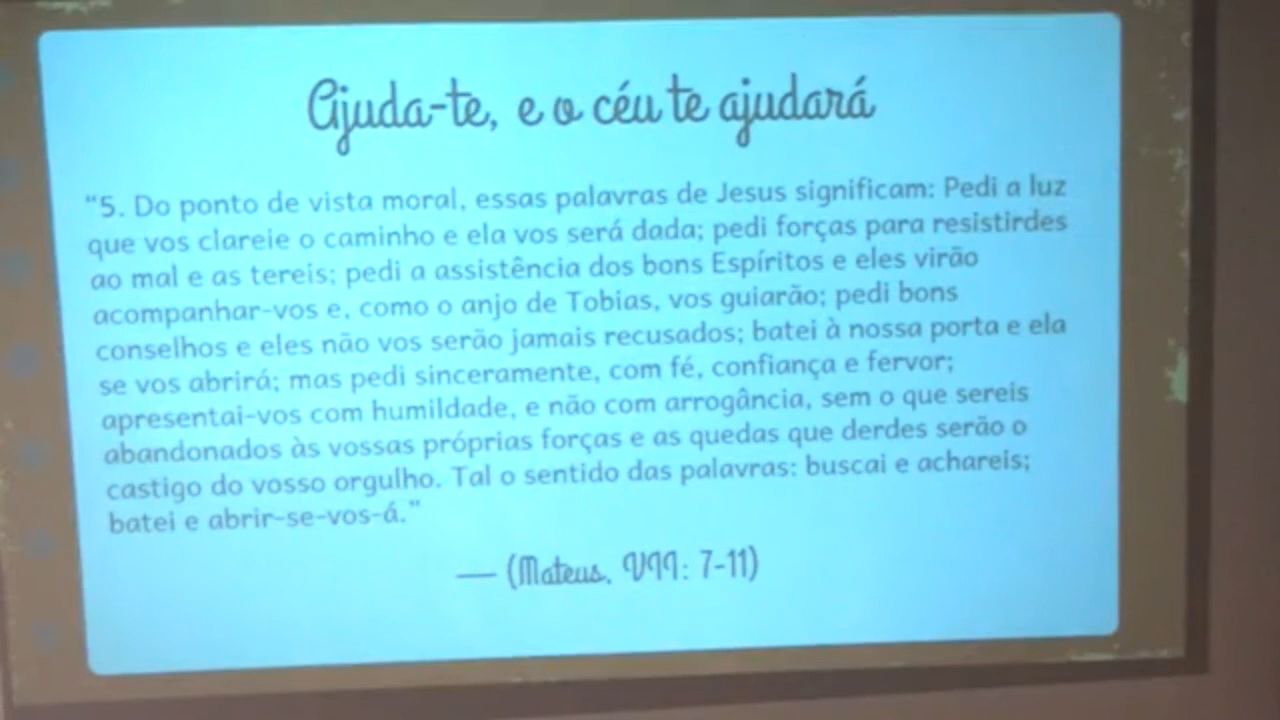 Ajuda-te, e o céu te ajudará
"5. Do ponto de vista moral, essas palavras de Jesus significam: Pedi a luz
que vos clareie o caminho e ela vos será dada; pedi forças para resistirdes
ao mal e as tereis; pedi a assistência dos bons Espíritos e eles virão
acompanhar-vos e, como o anjo de Tobias, vos guiarão; pedi bons
conselhos e eles não vos serão jamais recusados; batei à nossa porta e ela
se vos abrirá; mas pedi sinceramente, com fé, confiança e fervor;
apresentai-vos com humildade, e não com arrogância, sem o que sereis
abandonados às vossas próprias forças e as quedas que derdes serão o
castigo do vosso orgulho. Tal o sentido das palavras: buscai e achareis;
batei e abrir-se-vos-á."
— (Mateus, VII: 7-11)